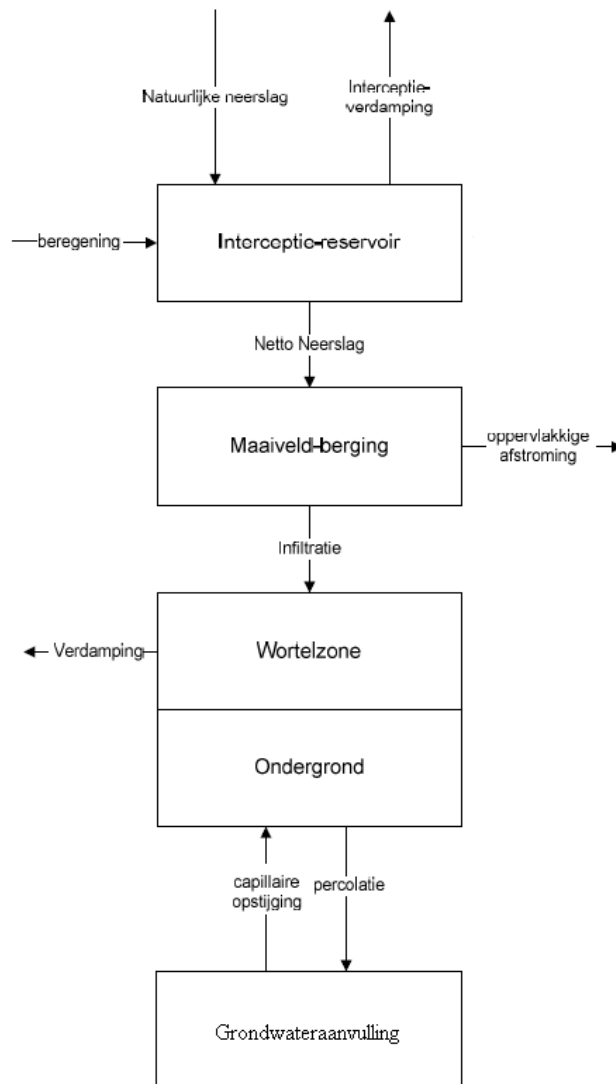 Natuurlijke neerslag
Interceptie-
verdamping
beregening
Interceptie-reservoir
Netto Neerslag
Maaiveld-berging
oppervlakkige
afstroming
Infiltratie
Verdamping
Wortelzone
Ondergrond
capillaire
opstijging
percolatie
Grondwateraanvulling